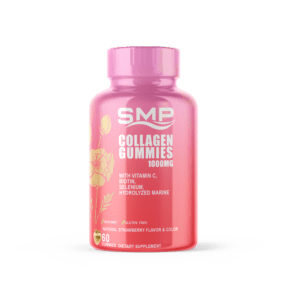 SMP
COLLAGEN
GUMMIES
1000MG
WITH VITAMIN C,
BIOTIN,
SELENIUM,
HYDROLYZED MARINE
NATURAL STRAWBERRY FLAVOR & COLOR
60
DIETARY SUPPLEMENT